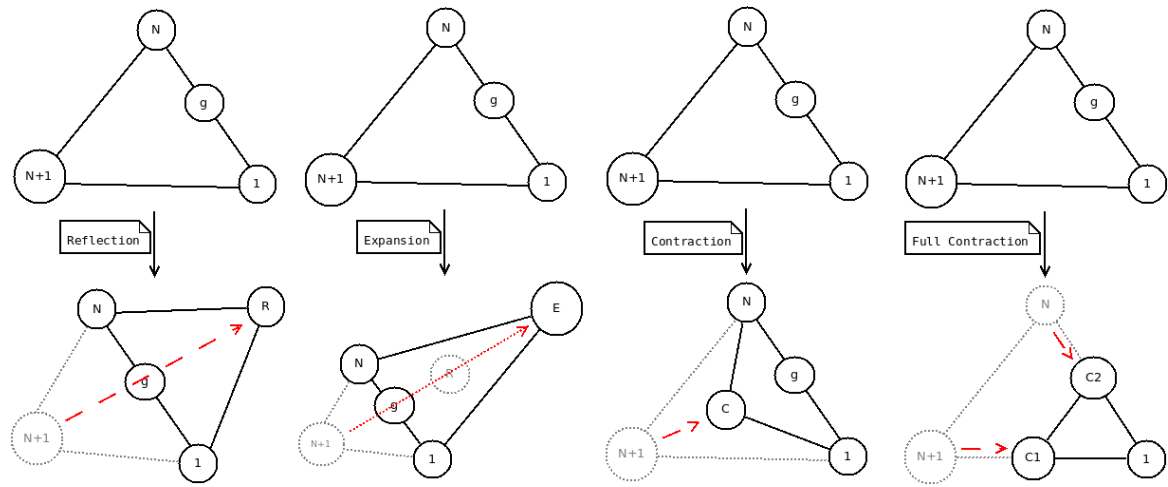 N
g
N+1
1
N
g
N+1
1
N
g
N+1
1
N
g
N+1
1
Reflection
Expansion
Contraction
Full Contraction
N
R
g
N+1
1
E
N
R
g
N+1
1
N
g
C
N+1
1
N
C2
N+1
C1
1